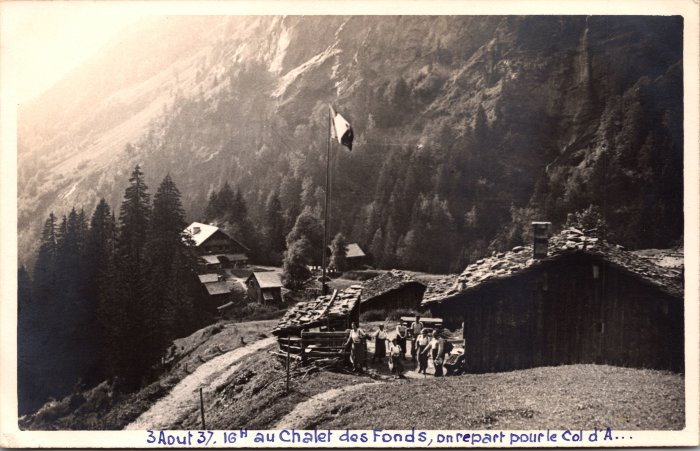 3 Aout 37. 16ᴴ au Chalet des Fonds, on repart pour le Col d'A...